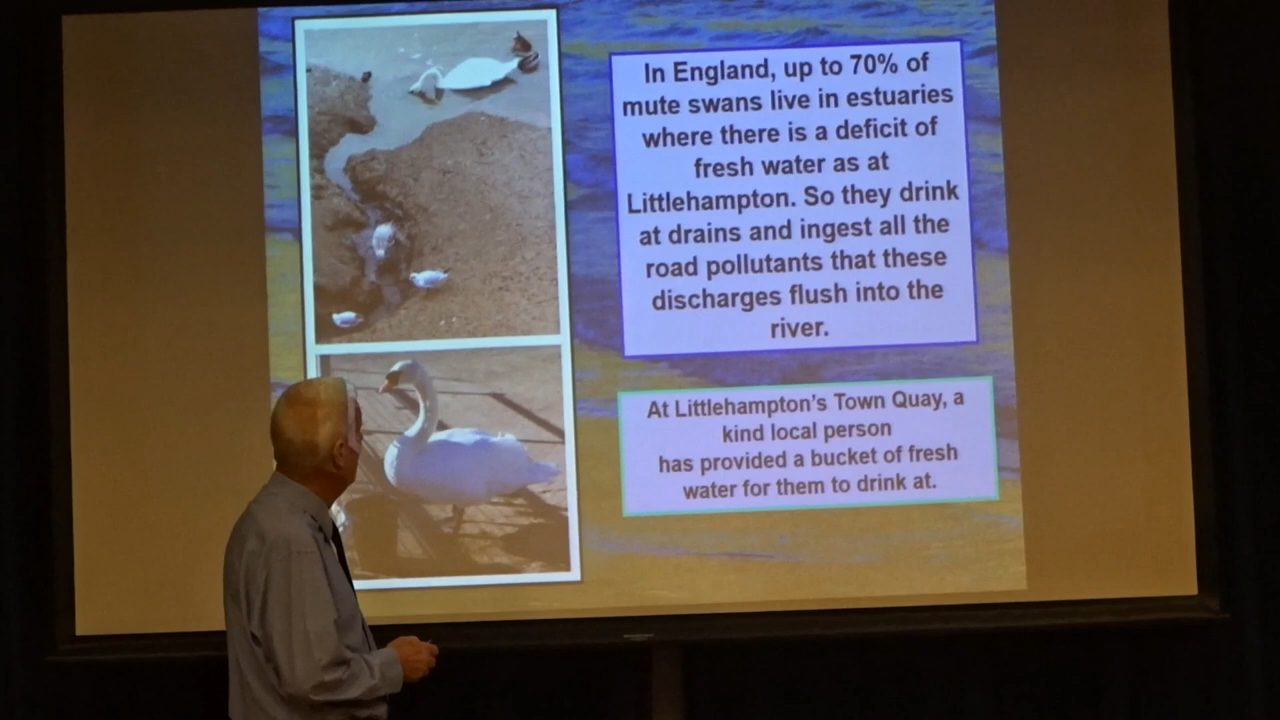 In England, up to 70% of
mute swans live in estuaries
where there is a deficit of
fresh water as at
Littlehampton. So they drink
at drains and ingest all the
road pollutants that these
discharges flush into the
river.
At Littlehampton's Town Quay, a
kind local person
has provided a bucket of fresh
water for them to drink at.